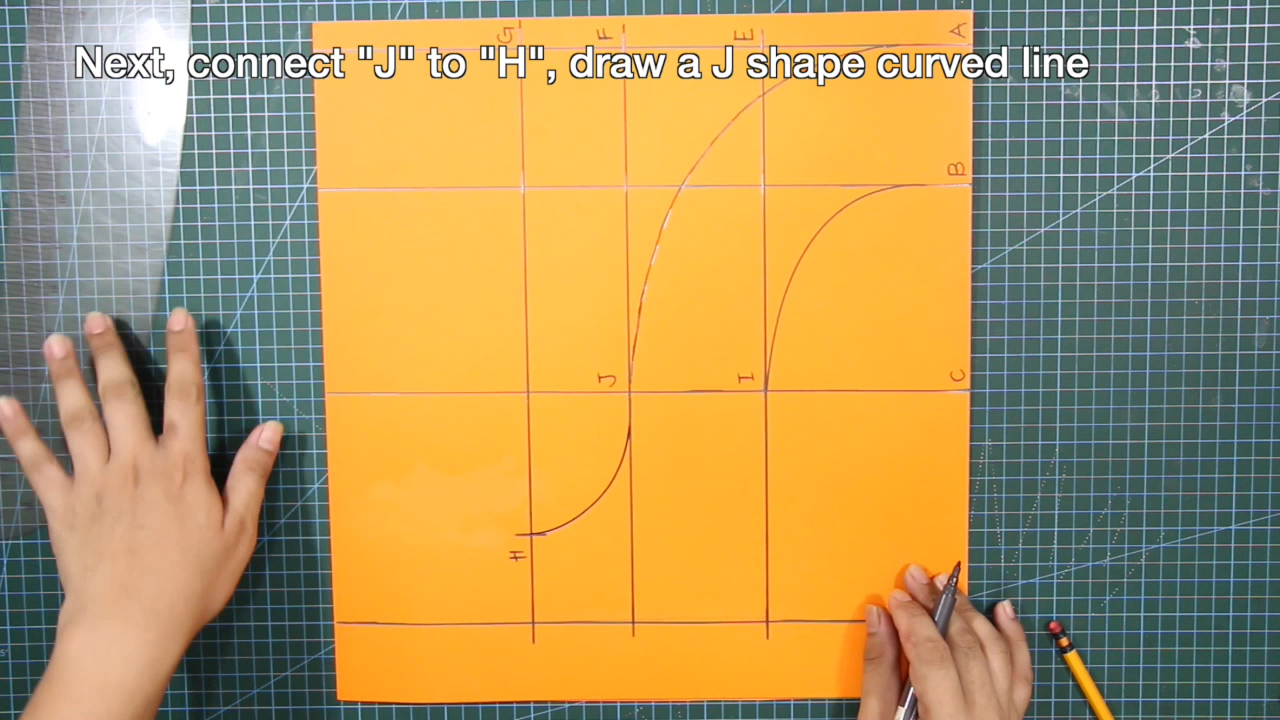 Next, connect "J" to "H", draw a J shape curved line
G
F
E
A
B
J
I
C
H